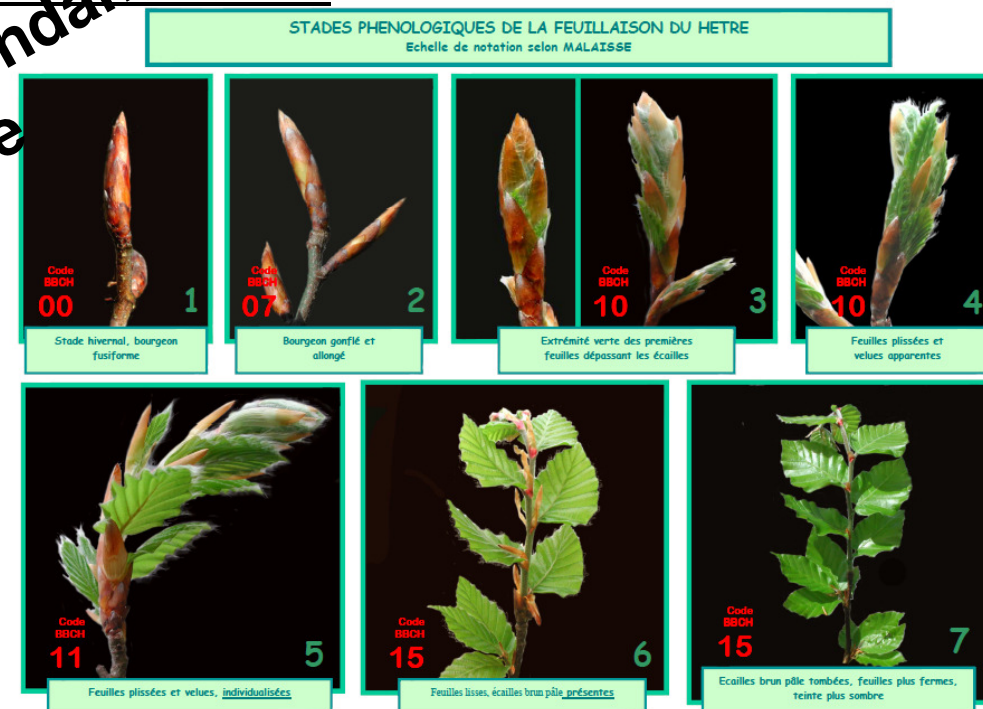 STADES PHENOLOGIQUES DE LA FEUILLAISON DU HETRE
Echelle de notation selon MALAISSE
Code
BBCH
00
1
Stade hivernal, bourgeon
fusiforme
Code
BBCH
07
2
Bourgeon gonflé et
allongé
Code
BBCH
10
3
Extrémité verte des premières
feuilles dépassant les écailles
Code
BBCH
10
4
Feuilles plissées et
velues apparentes
Code
BBCH
11
5
Feuilles plissées et velues, individualisées
Code
BBCH
15
6
Feuilles lisses, écailles brun pâle présentes
Code
BBCH
15
7
Ecailles brun pâle tombées, feuilles plus fermes,
teinte plus sombre